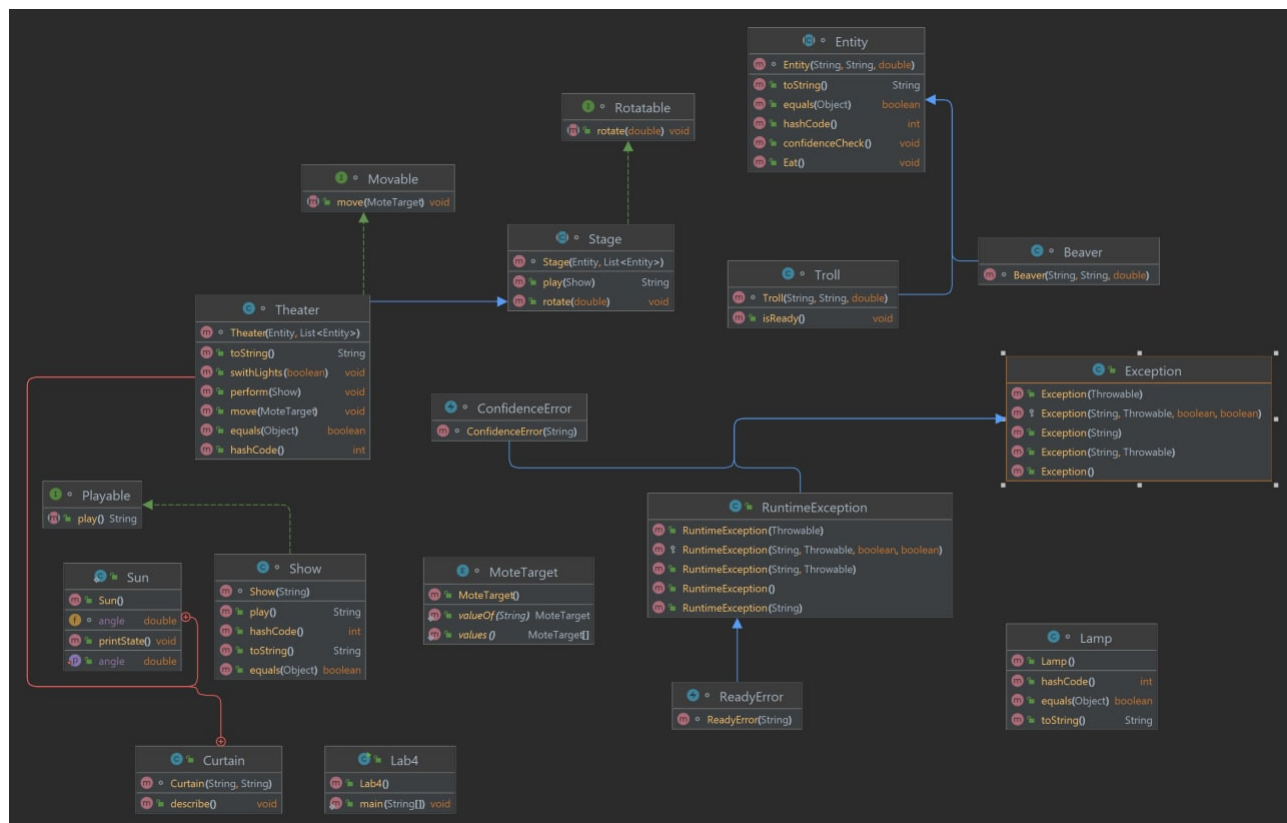 Entity
Entity(String, String, double)
toString() String
equals(Object) boolean
hashCode() int
confidenceCheck() void
Eat() void
Rotatable
rotate(double) void
Movable
move(MoteTarget) void
Stage
Stage(Entity, List<Entity>)
play(Show) String
rotate(double) void
Beaver
Beaver(String, String, double)
Troll
Troll(String, String, double)
isReady() void
Theater
Theater(Entity, List<Entity>)
toString() String
swithLights(boolean) void
perform(Show) void
move(MoteTarget) void
equals(Object) boolean
hashCode() int
Exception
Exception(Throwable)
Exception(String, Throwable, boolean, boolean)
Exception(String)
Exception(String, Throwable)
Exception()
ConfidenceError
ConfidenceError(String)
Playable
play() String
RuntimeException
RuntimeException(Throwable)
RuntimeException(String, Throwable, boolean, boolean)
RuntimeException(String, Throwable)
RuntimeException()
RuntimeException(String)
Show
Show(String)
play() String
hashCode() int
toString() String
equals(Object) boolean
MoteTarget
MoteTarget()
valueOf(String) MoteTarget
values() MoteTarget[]
Sun
Sun()
angle double
printState() void
angle double
Lamp
Lamp()
hashCode() int
equals(Object) boolean
toString() String
ReadyError
ReadyError(String)
Curtain
Curtain(String, String)
describe() void
Lab4
Lab4()
main(String[]) void